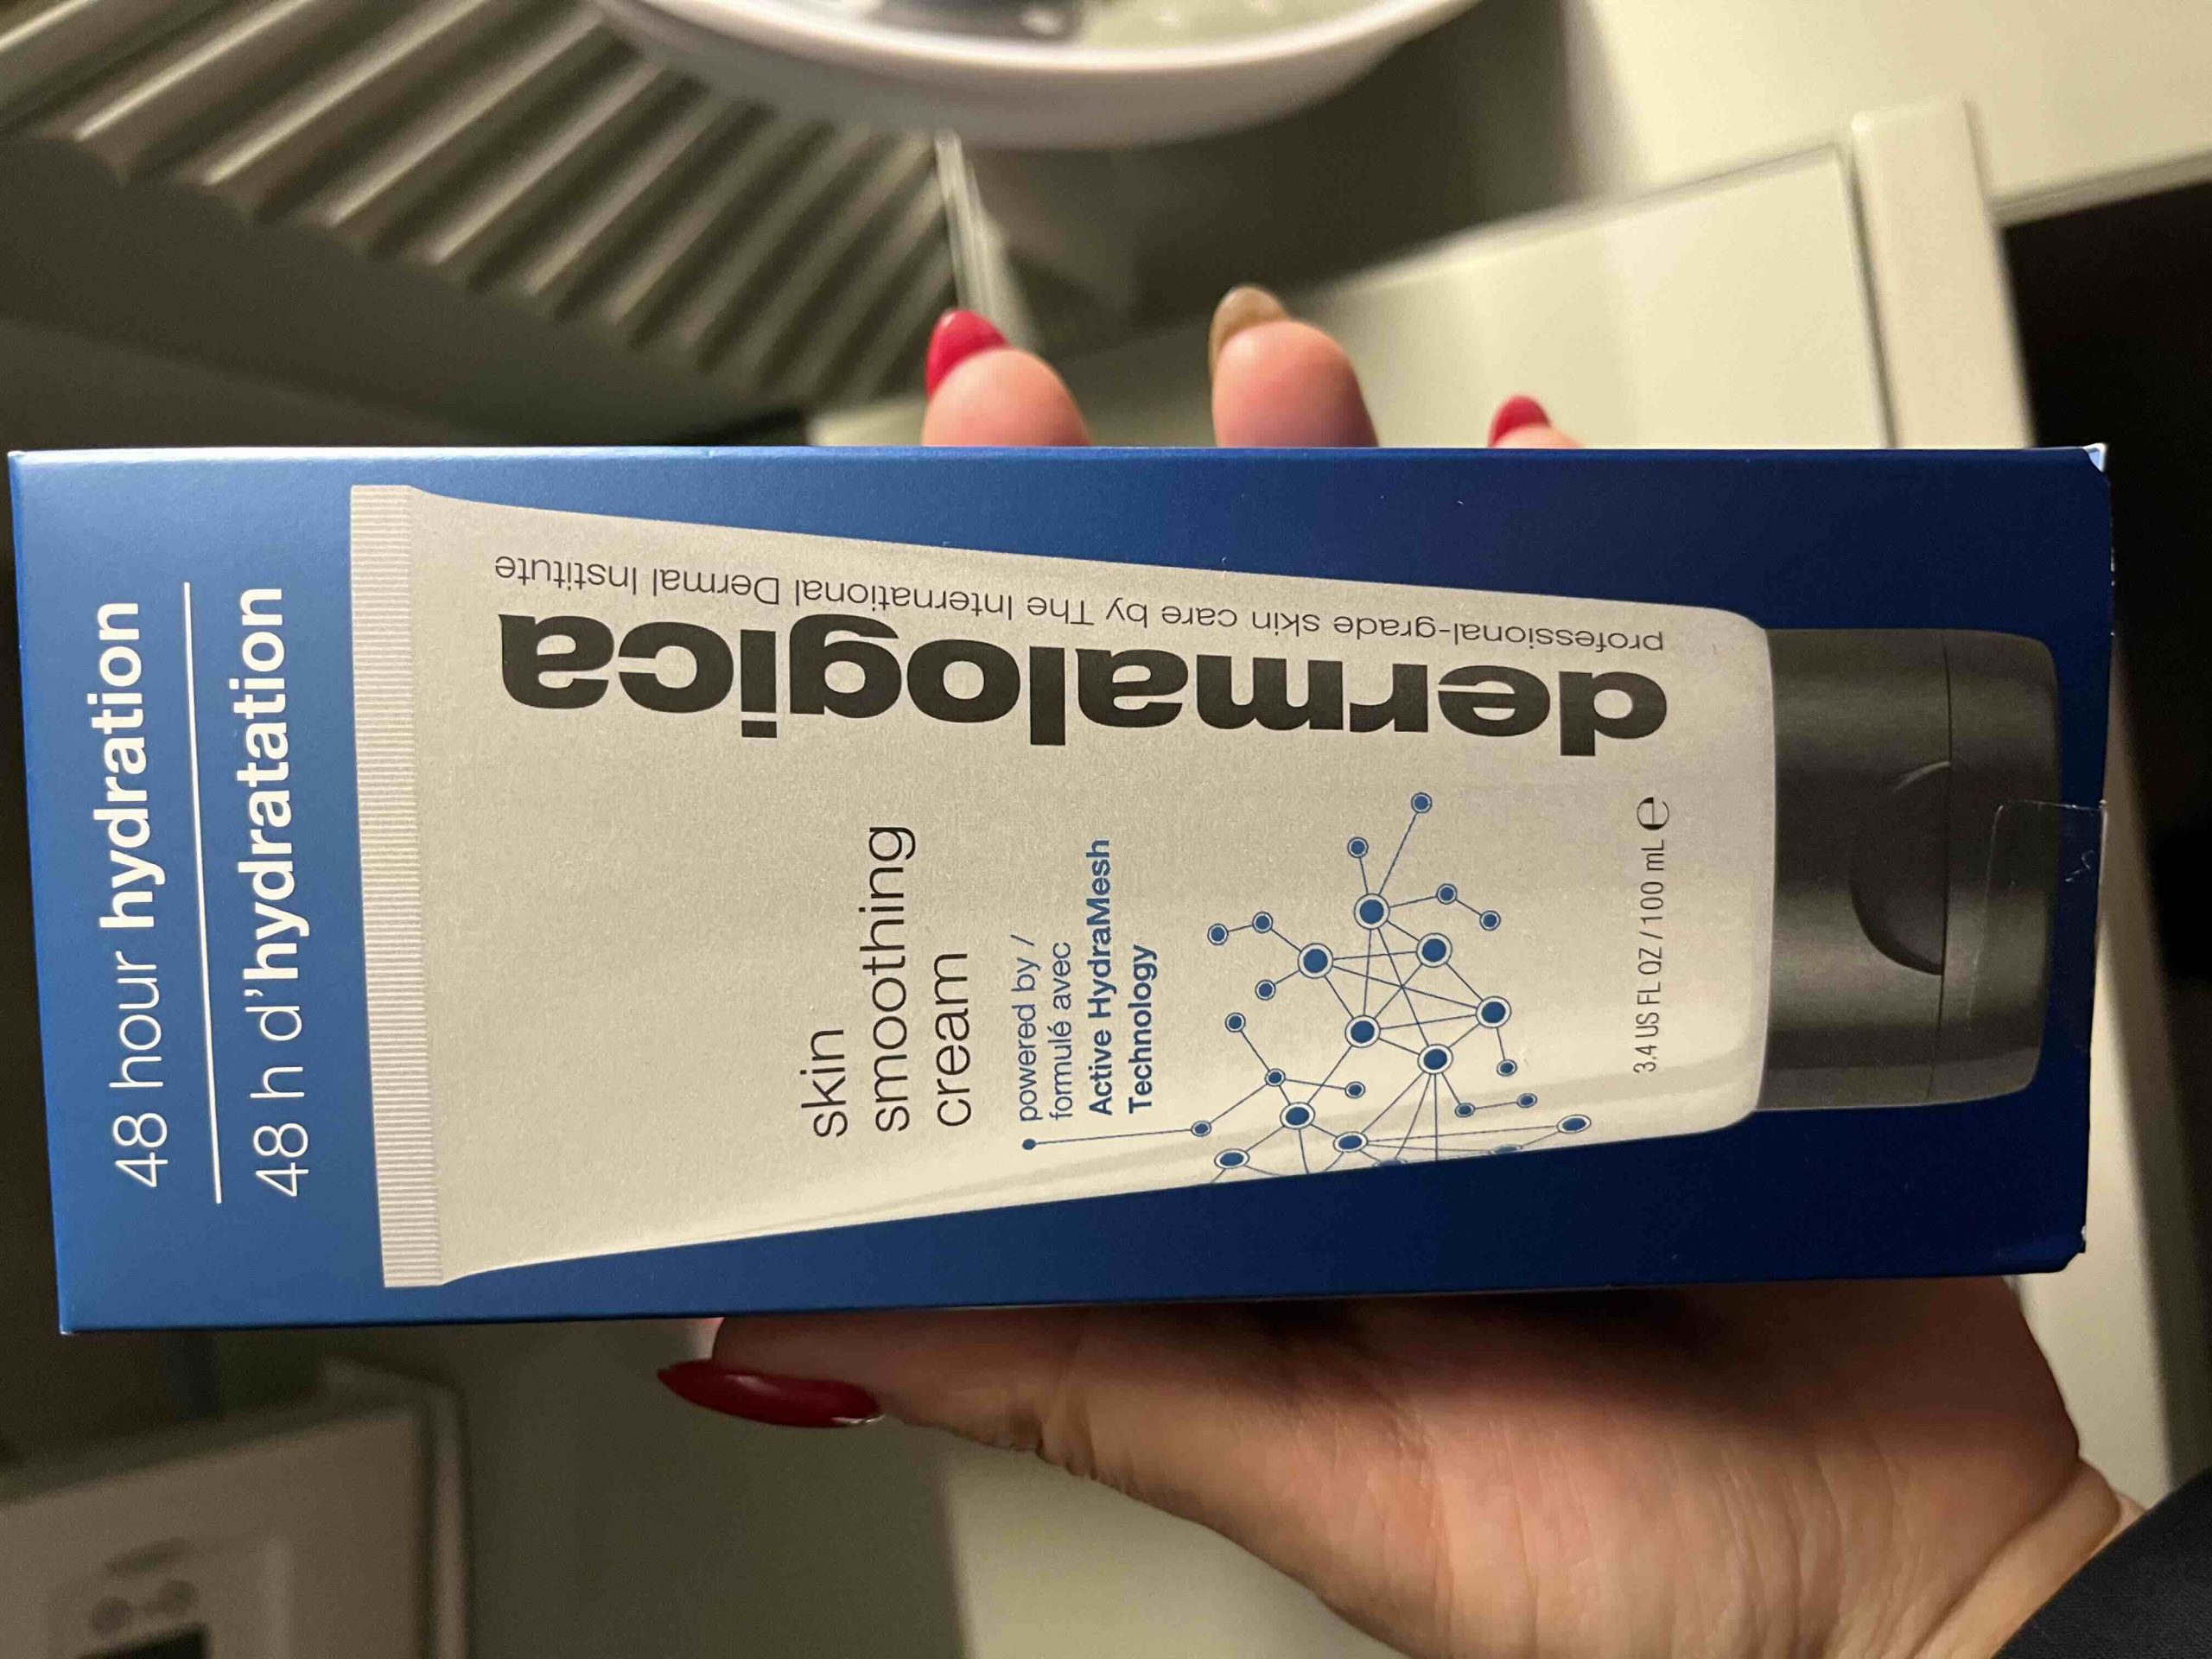 48 hour hydration
48 h d'hydratation
dermalogica
professional-grade skin care by The International Dermal Institute
skin
smoothing
cream
powered by /
formulé avec
Active HydraMesh
Technology
3.4 US FL OZ / 100 mL ℮